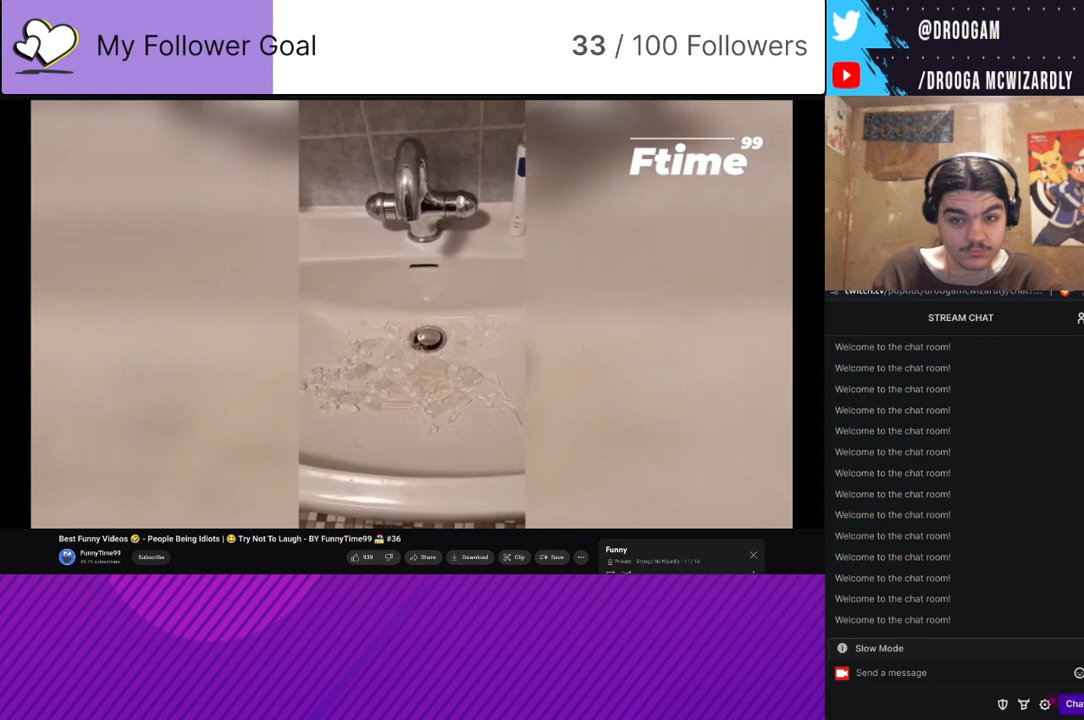 My Follower Goal
33 / 100 Followers
@DROOGAM
/DROOGA MCWIZARDLY
Ftime 99
STREAM CHAT
Welcome to the chat room!
Welcome to the chat room!
Welcome to the chat room!
Welcome to the chat room!
Welcome to the chat room!
Welcome to the chat room!
Welcome to the chat room!
Welcome to the chat room!
Welcome to the chat room!
Welcome to the chat room!
Welcome to the chat room!
Welcome to the chat room!
Welcome to the chat room!
Welcome to the chat room!
Slow Mode
Send a message
Cha
Best Funny Videos 🤣 - People Being Idiots | 😂 Try Not To Laugh - BY FunnyTime99 🏖️ #36
FunnyTime99
Subscribe
939
Share
Download
Clip
Save
Funny
Private Drooga McWizardly - 11 / 15